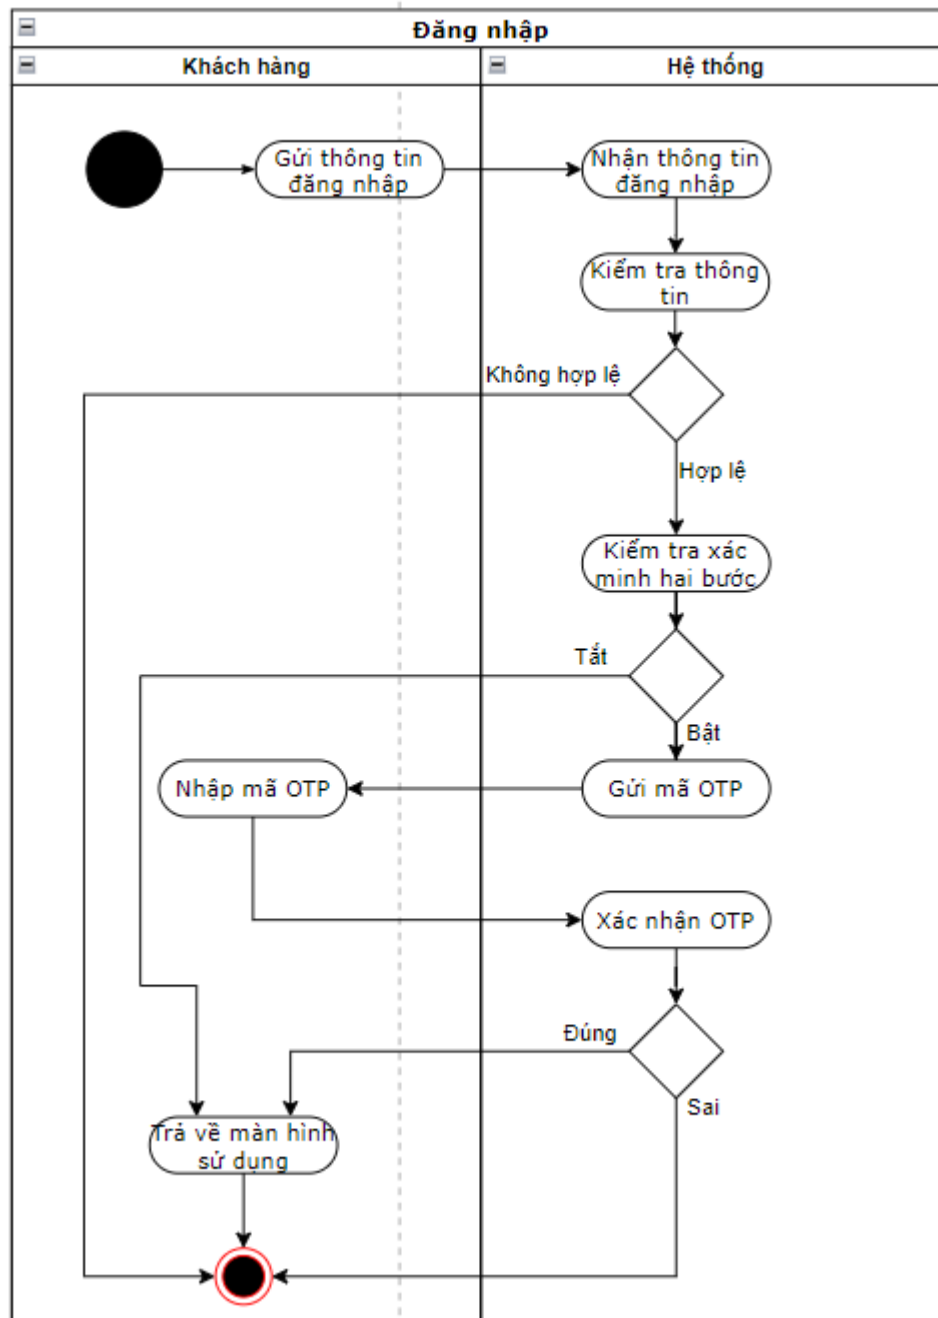 Đăng nhập
Khách hàng
Hệ thống
Gửi thông tin
đăng nhập
Nhận thông tin
đăng nhập
Kiểm tra thông
tin
Không hợp lệ
Hợp lệ
Kiểm tra xác
minh hai bước
Tắt
Bật
Nhập mã OTP
Gửi mã OTP
Xác nhận OTP
Đúng
Sai
Trả về màn hình
sử dụng